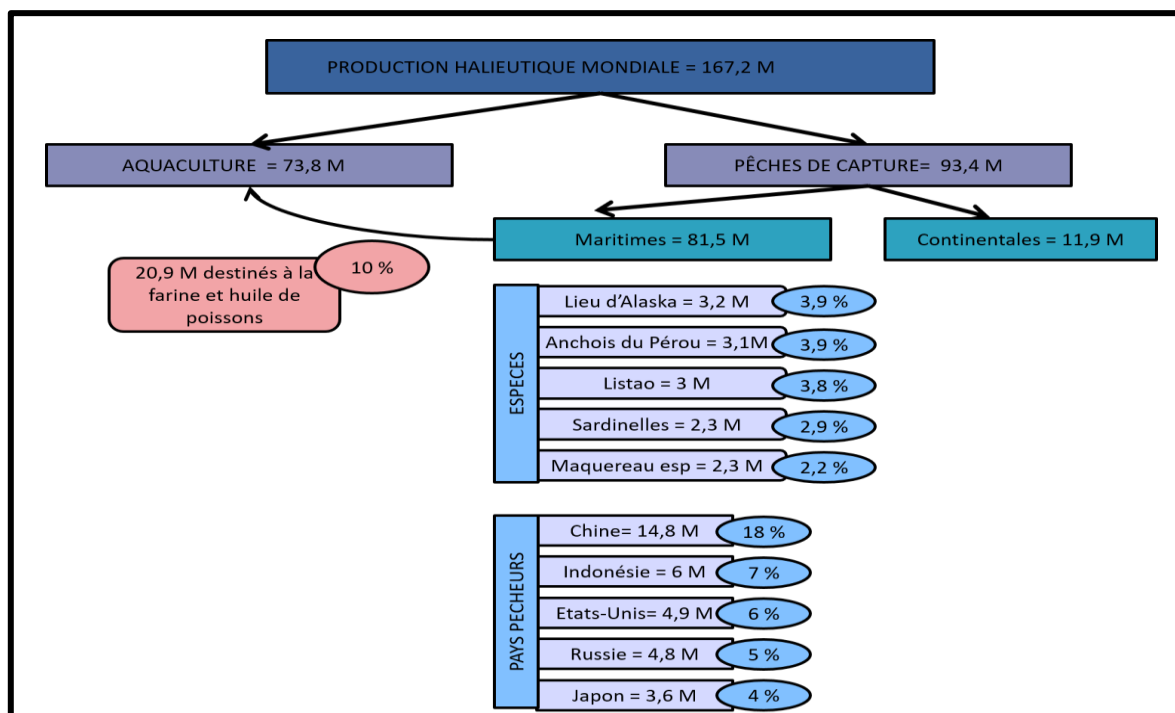 PRODUCTION HALIEUTIQUE MONDIALE = 167,2 M
AQUACULTURE = 73,8 M
PÊCHES DE CAPTURE= 93,4 M
Maritimes = 81,5 M
Continentales = 11,9 M
20,9 M destinés à la
farine et huile de
poissons
10 %
ESPECES
Lieu d'Alaska = 3,2 M
3,9 %
Anchois du Pérou = 3,1M
3,9 %
Listao = 3 M
3,8 %
Sardinelles = 2,3 M
2,9 %
Maquereau esp = 2,3 M
2,2 %
PAYS PECHEURS
Chine= 14,8 M
18 %
Indonésie = 6 M
7 %
Etats-Unis= 4,9 M
6 %
Russie = 4,8 M
5 %
Japon = 3,6 M
4 %